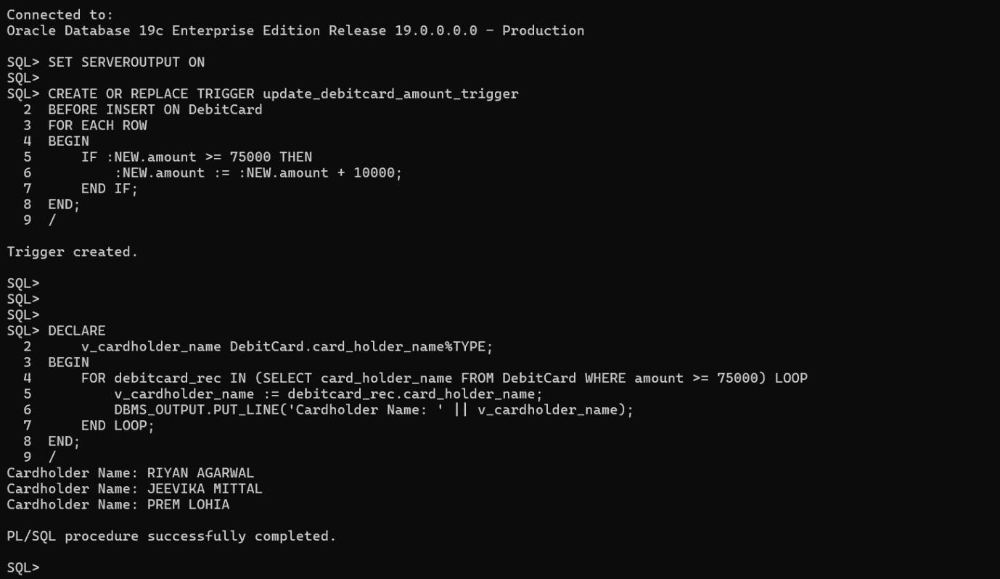 Connected to:
Oracle Database 19c Enterprise Edition Release 19.0.0.0.0 - Production
SQL> SET SERVEROUTPUT ON
SQL>
SQL> CREATE OR REPLACE TRIGGER update_debitcard_amount_trigger
  2  BEFORE INSERT ON DebitCard
  3  FOR EACH ROW
  4  BEGIN
  5      IF :NEW.amount >= 75000 THEN
  6          :NEW.amount := :NEW.amount + 10000;
  7      END IF;
  8  END;
  9  /
Trigger created.
SQL>
SQL>
SQL>
SQL> DECLARE
  2      v_cardholder_name DebitCard.card_holder_name%TYPE;
  3  BEGIN
  4      FOR debitcard_rec IN (SELECT card_holder_name FROM DebitCard WHERE amount >= 75000) LOOP
  5          v_cardholder_name := debitcard_rec.card_holder_name;
  6          DBMS_OUTPUT.PUT_LINE('Cardholder Name: ' || v_cardholder_name);
  7      END LOOP;
  8  END;
  9  /
Cardholder Name: RIYAN AGARWAL
Cardholder Name: JEEVIKA MITTAL
Cardholder Name: PREM LOHIA
PL/SQL procedure successfully completed.
SQL>